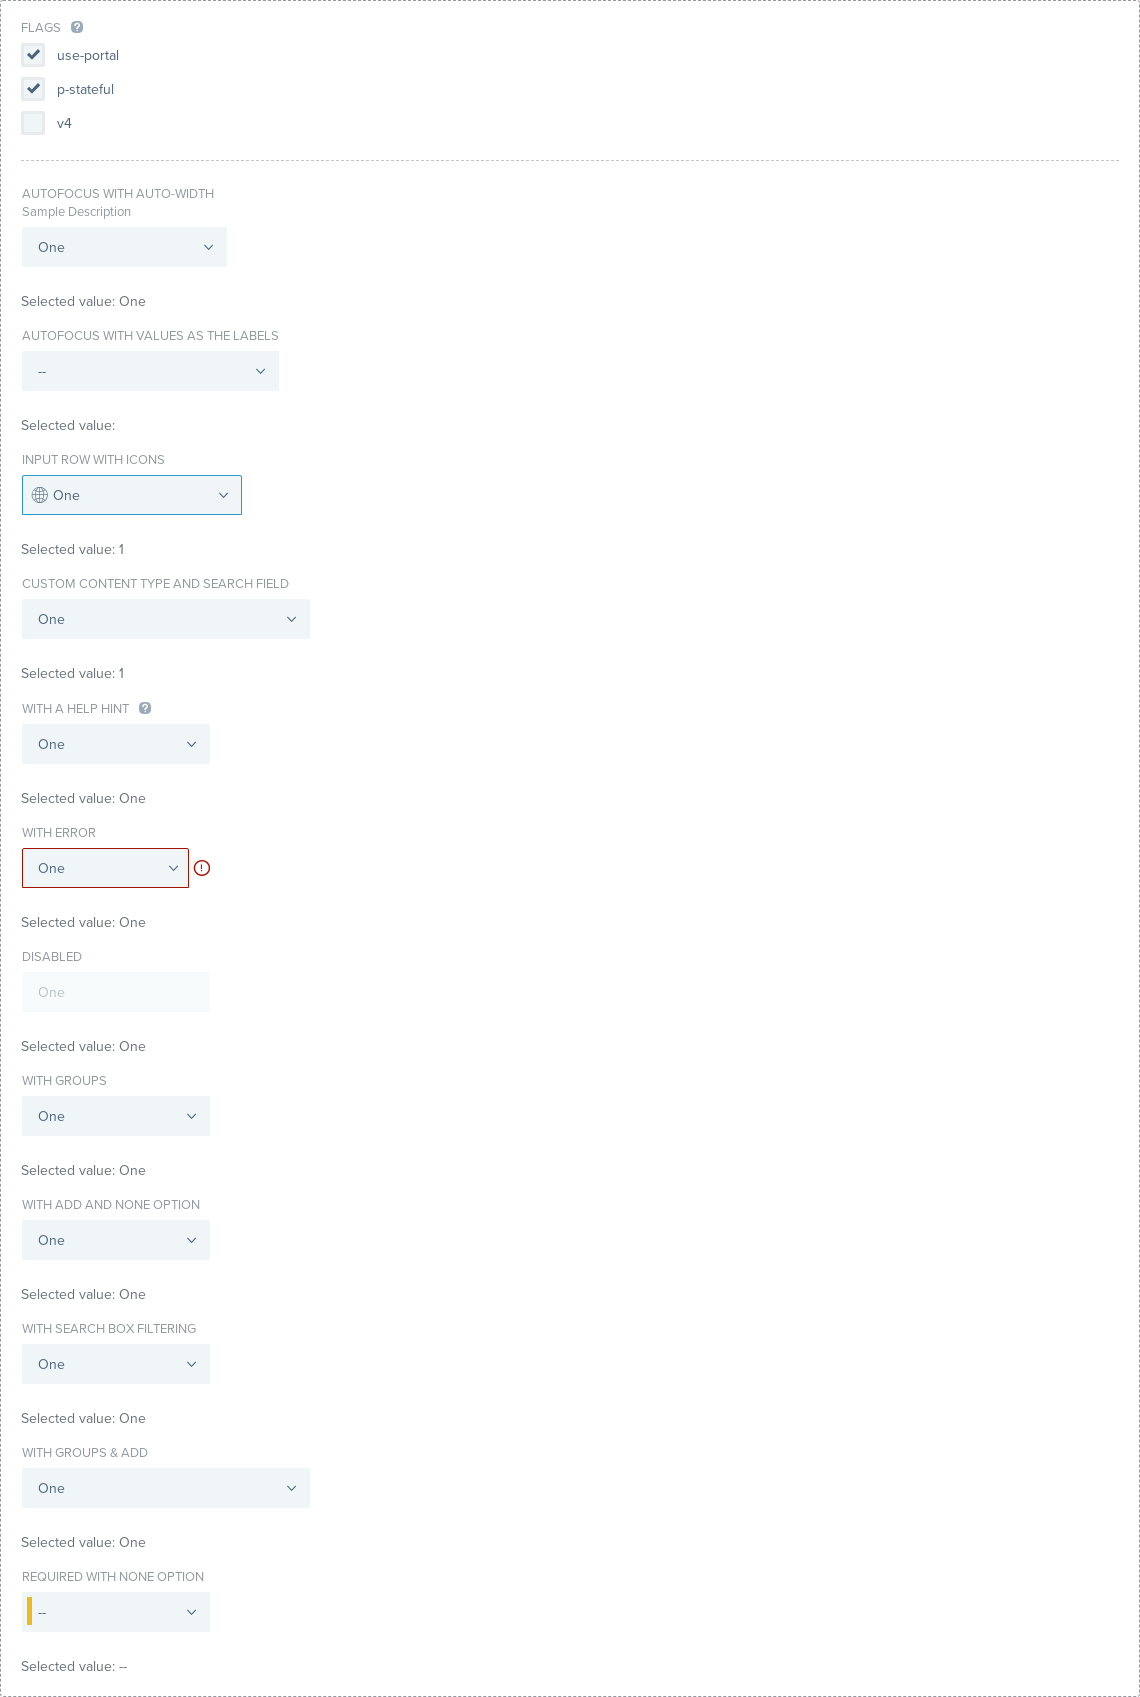 FLAGS ?
use-portal
p-stateful
v4
AUTOFOCUS WITH AUTO-WIDTH
Sample Description
One
Selected value: One
AUTOFOCUS WITH VALUES AS THE LABELS
--
Selected value:
INPUT ROW WITH ICONS
One
Selected value: 1
CUSTOM CONTENT TYPE AND SEARCH FIELD
One
Selected value: 1
WITH A HELP HINT ?
One
Selected value: One
WITH ERROR
One !
Selected value: One
DISABLED
One
Selected value: One
WITH GROUPS
One
Selected value: One
WITH ADD AND NONE OPTION
One
Selected value: One
WITH SEARCH BOX FILTERING
One
Selected value: One
WITH GROUPS & ADD
One
Selected value: One
REQUIRED WITH NONE OPTION
--
Selected value: --